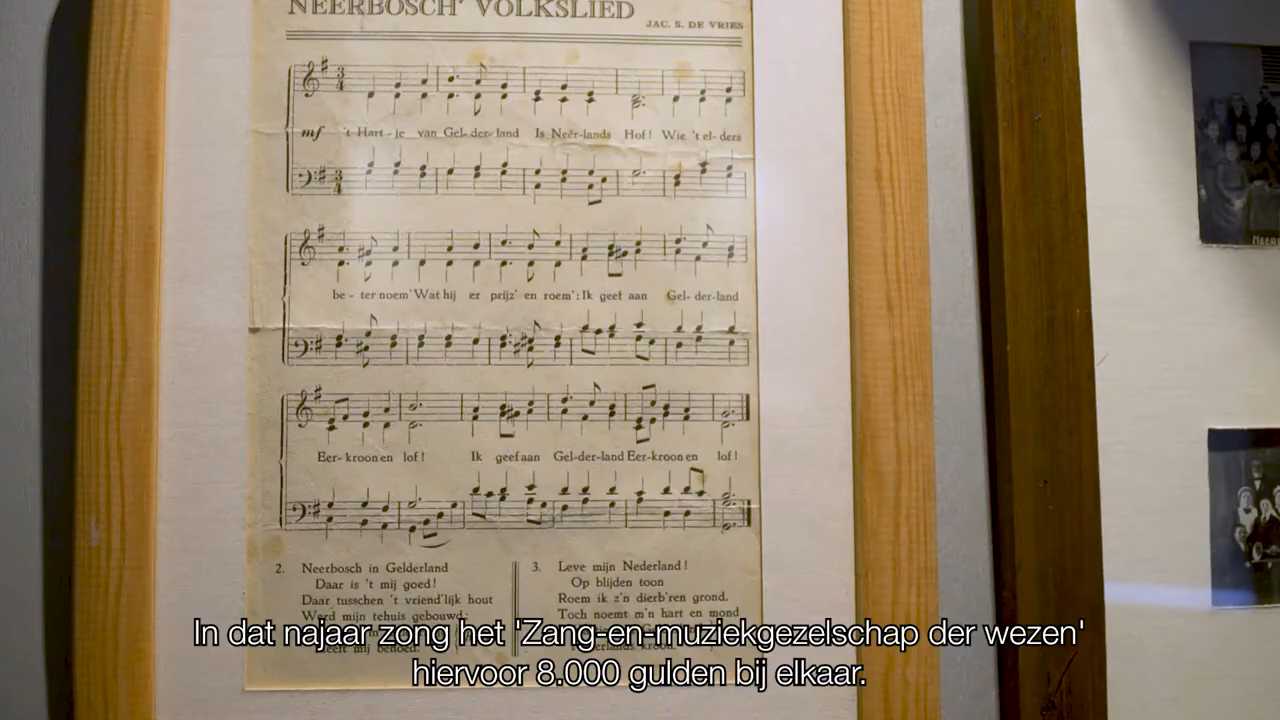 NEERBOSCH' VOLKSLIED
JAC. S. DE VRIES
mf 't Hart-je van Gel-der-land Is Neêr-lands Hof! Wie 't el-ders
be-ter noem' Wat hij er prijz' en roem'; Ik geef aan Gel-der-land
Eer-kroon en lof! Ik geef aan Gel-der-land Eer-kroon en lof!
2. Neerbosch in Gelderland
Daar is 't mij goed!
Daar tusschen 't vriend'lijk hout
Werd mijn tehuis gebouwd;
Heeft mij behoed.
3. Leve mijn Nederland!
Op blijden toon
Roem ik z'n dierb'ren grond.
Toch noemt m'n hart en mond
kroon.
In dat najaar zong het 'Zang-en-muziekgezelschap der wezen'
hiervoor 8.000 gulden bij elkaar.